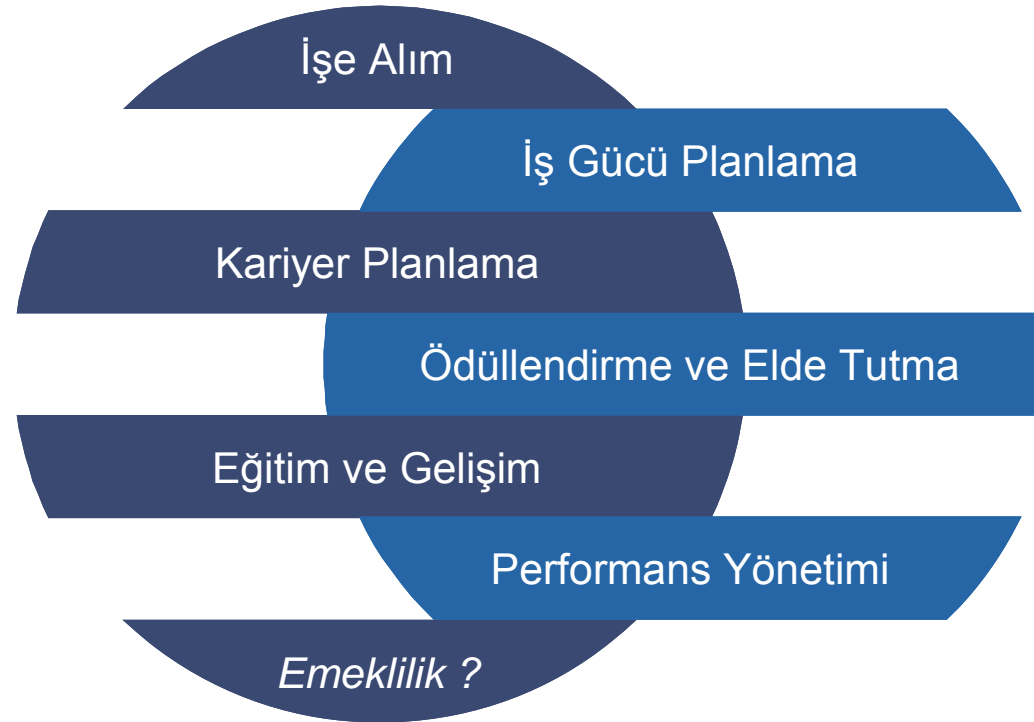 İşe Alım
İş Gücü Planlama
Kariyer Planlama
Ödüllendirme ve Elde Tutma
Eğitim ve Gelişim
Performans Yönetimi
Emeklilik ?